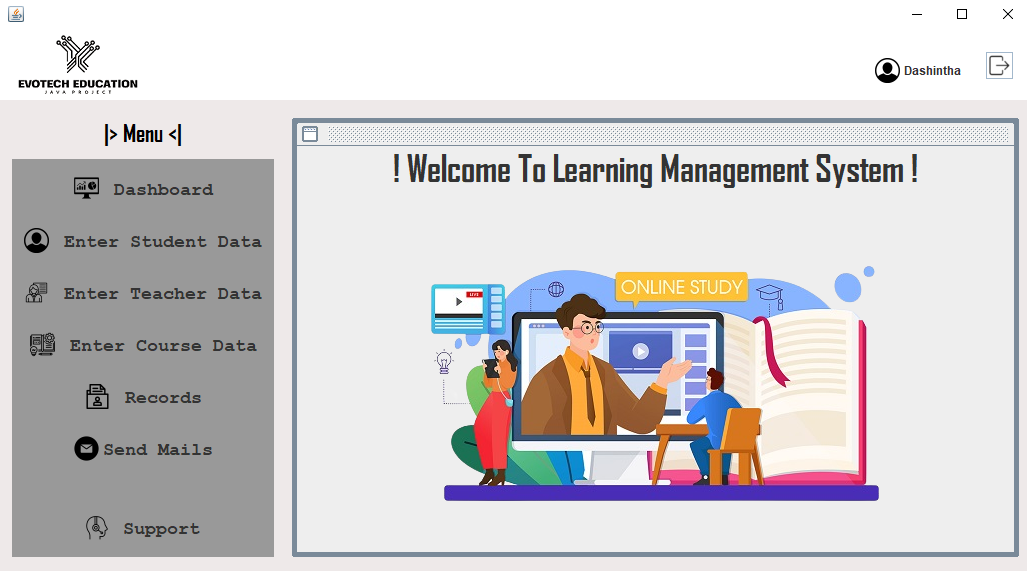 EVOTECH EDUCATION
JAVA PROJECT
Dashintha
|> Menu <|
Dashboard
Enter Student Data
Enter Teacher Data
Enter Course Data
Records
Send Mails
Support
! Welcome To Learning Management System !
ONLINE STUDY
LIVE